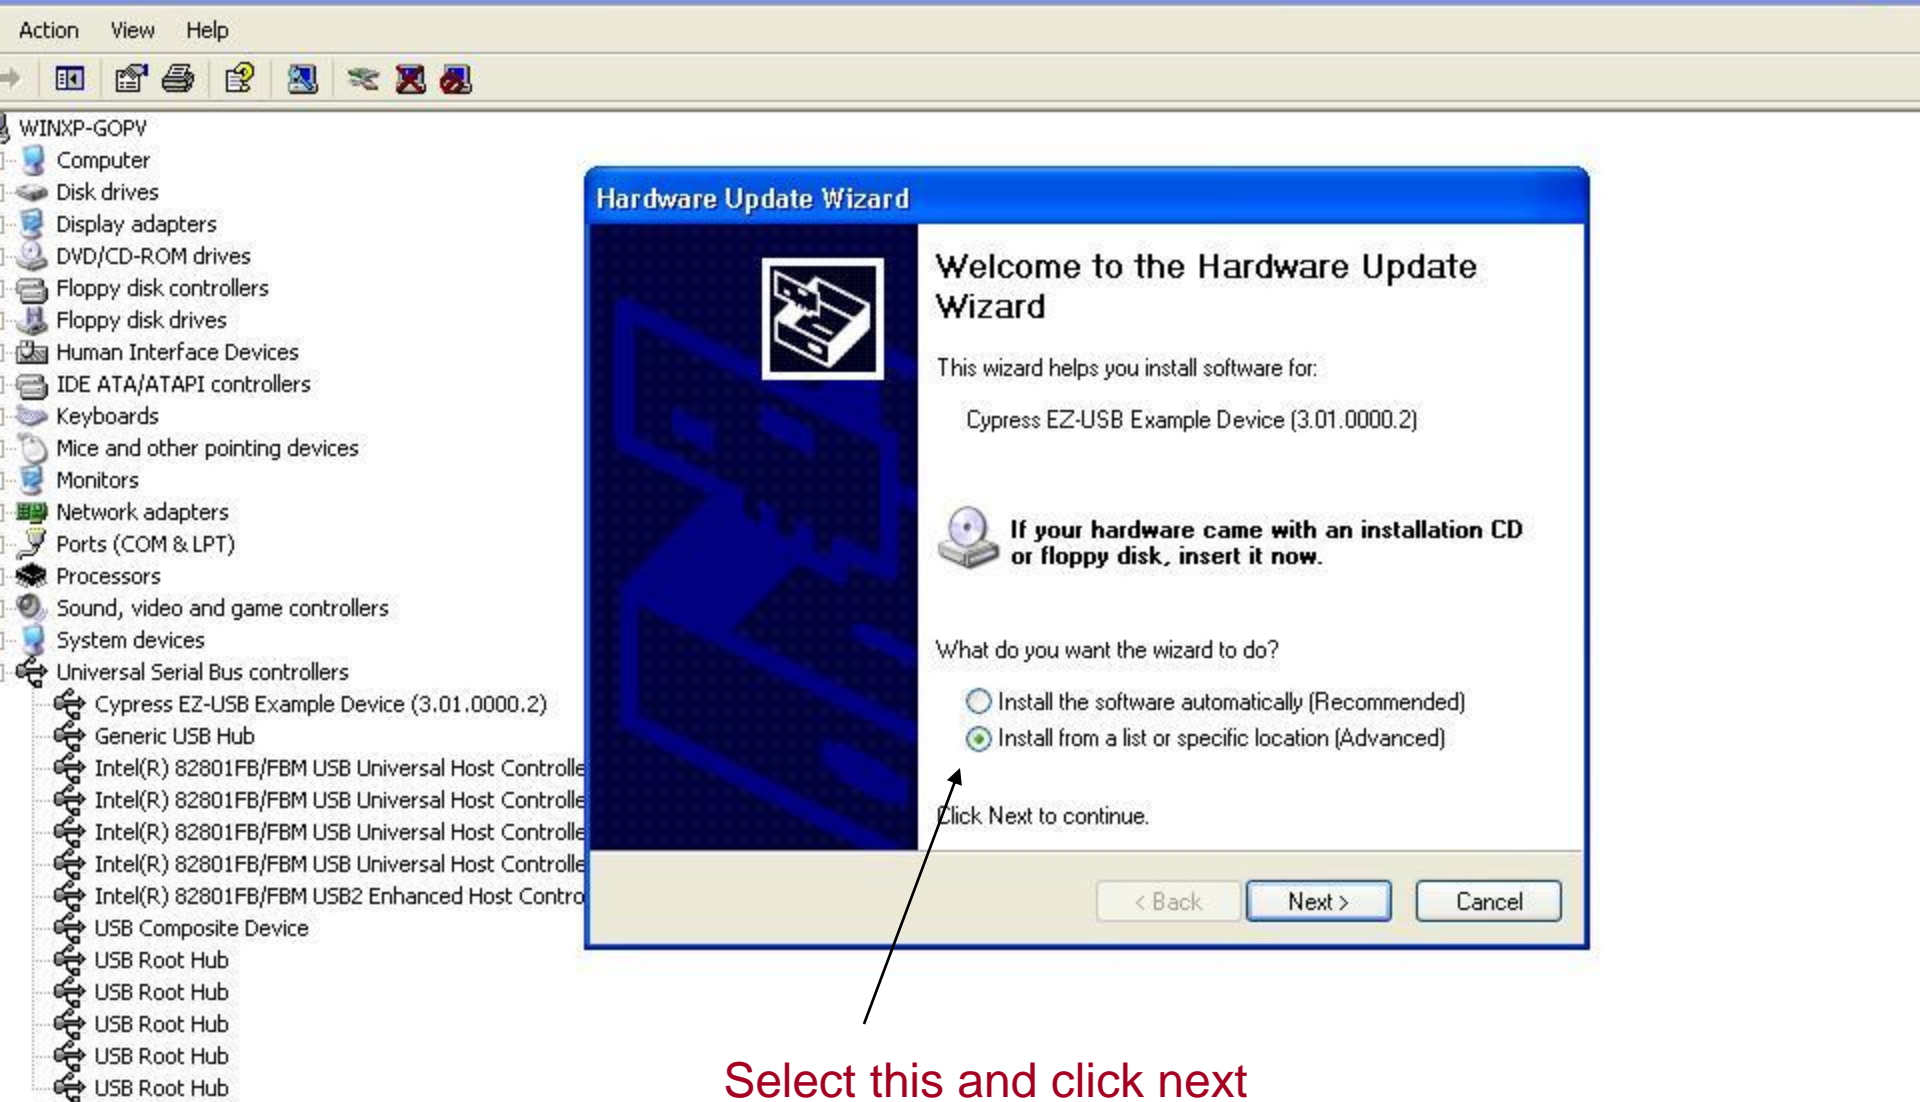 Action View Help
WINXP-GOPV
Computer
Disk drives
Display adapters
DVD/CD-ROM drives
Floppy disk controllers
Floppy disk drives
Human Interface Devices
IDE ATA/ATAPI controllers
Keyboards
Mice and other pointing devices
Monitors
Network adapters
Ports (COM & LPT)
Processors
Sound, video and game controllers
System devices
Universal Serial Bus controllers
Cypress EZ-USB Example Device (3.01.0000.2)
Generic USB Hub
Intel(R) 82801FB/FBM USB Universal Host Controlle
Intel(R) 82801FB/FBM USB Universal Host Controlle
Intel(R) 82801FB/FBM USB Universal Host Controlle
Intel(R) 82801FB/FBM USB Universal Host Controlle
Intel(R) 82801FB/FBM USB2 Enhanced Host Contro
USB Composite Device
USB Root Hub
USB Root Hub
USB Root Hub
USB Root Hub
USB Root Hub
Hardware Update Wizard
Welcome to the Hardware Update
Wizard
This wizard helps you install software for:
Cypress EZ-USB Example Device (3.01.0000.2)
If your hardware came with an installation CD
or floppy disk, insert it now.
What do you want the wizard to do?
Install the software automatically (Recommended)
Install from a list or specific location (Advanced)
Click Next to continue.
< Back Next > Cancel
Select this and click next